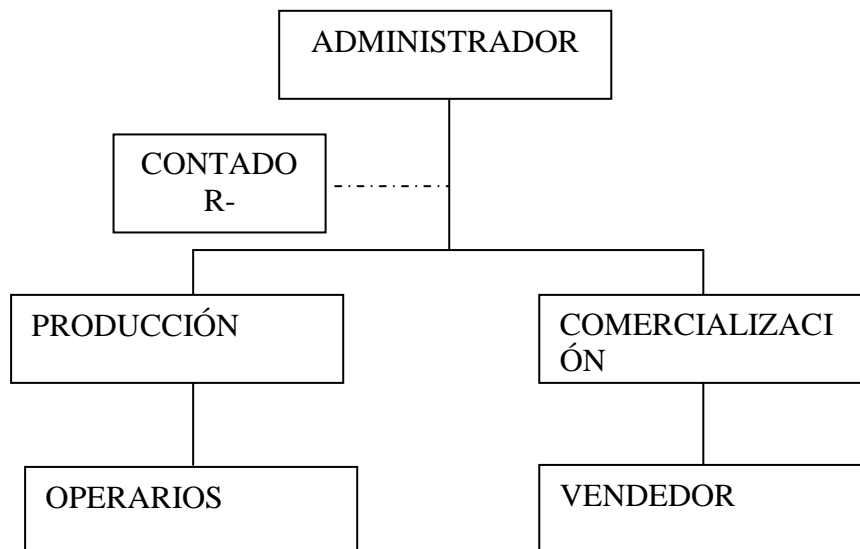 ADMINISTRADOR
CONTADO
R-
PRODUCCIÓN
COMERCIALIZACI
ÓN
OPERARIOS
VENDEDOR